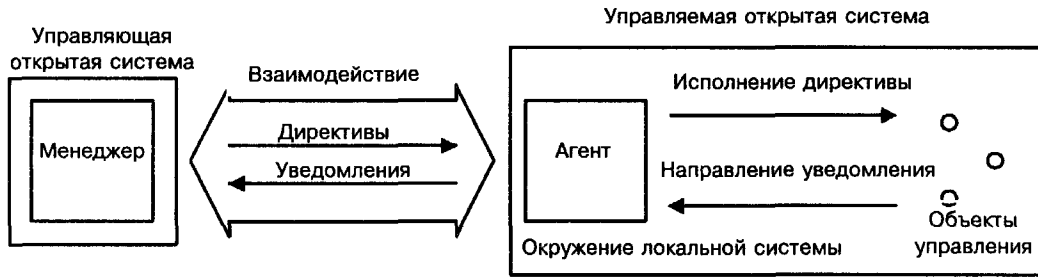 Управляемая открытая система
Управляющая
открытая система
Взаимодействие
Исполнение директивы
Директивы
Менеджер
Агент
Уведомления
Направление уведомления
Объекты
управления
Окружение локальной системы